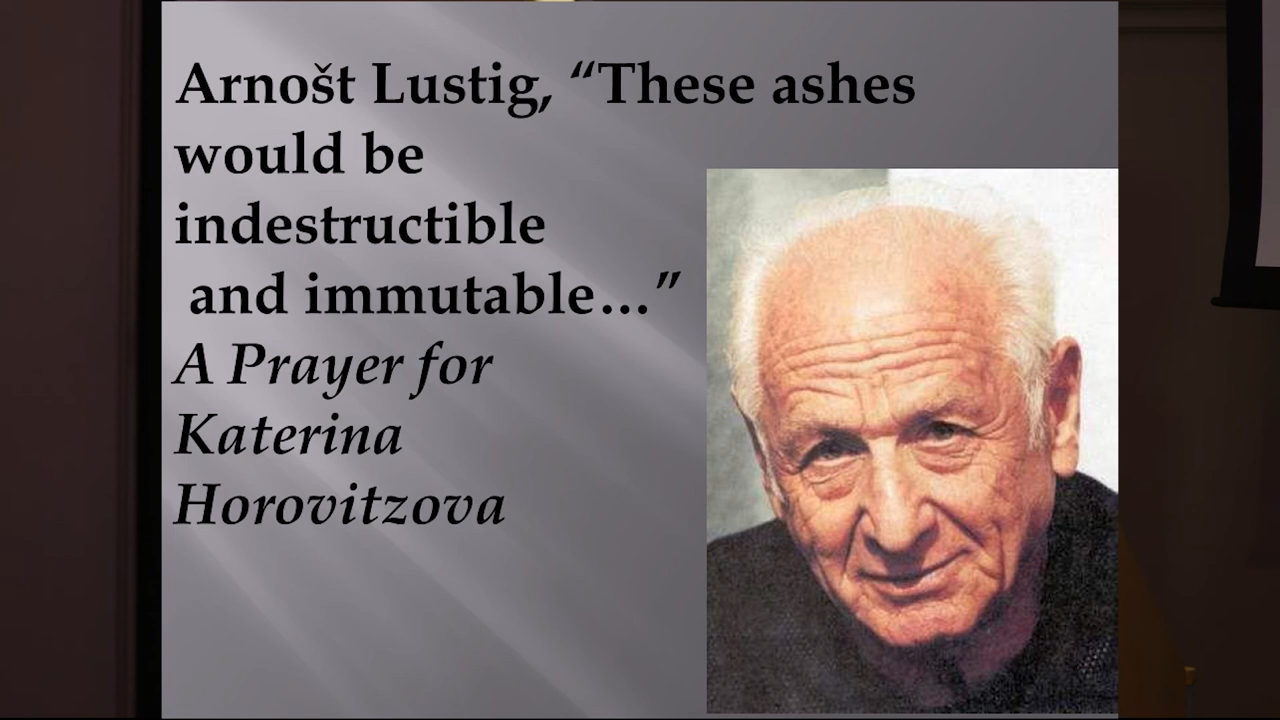 Arnošt Lustig, “These ashes
would be
indestructible
and immutable…”
A Prayer for
Katerina
Horovitzova